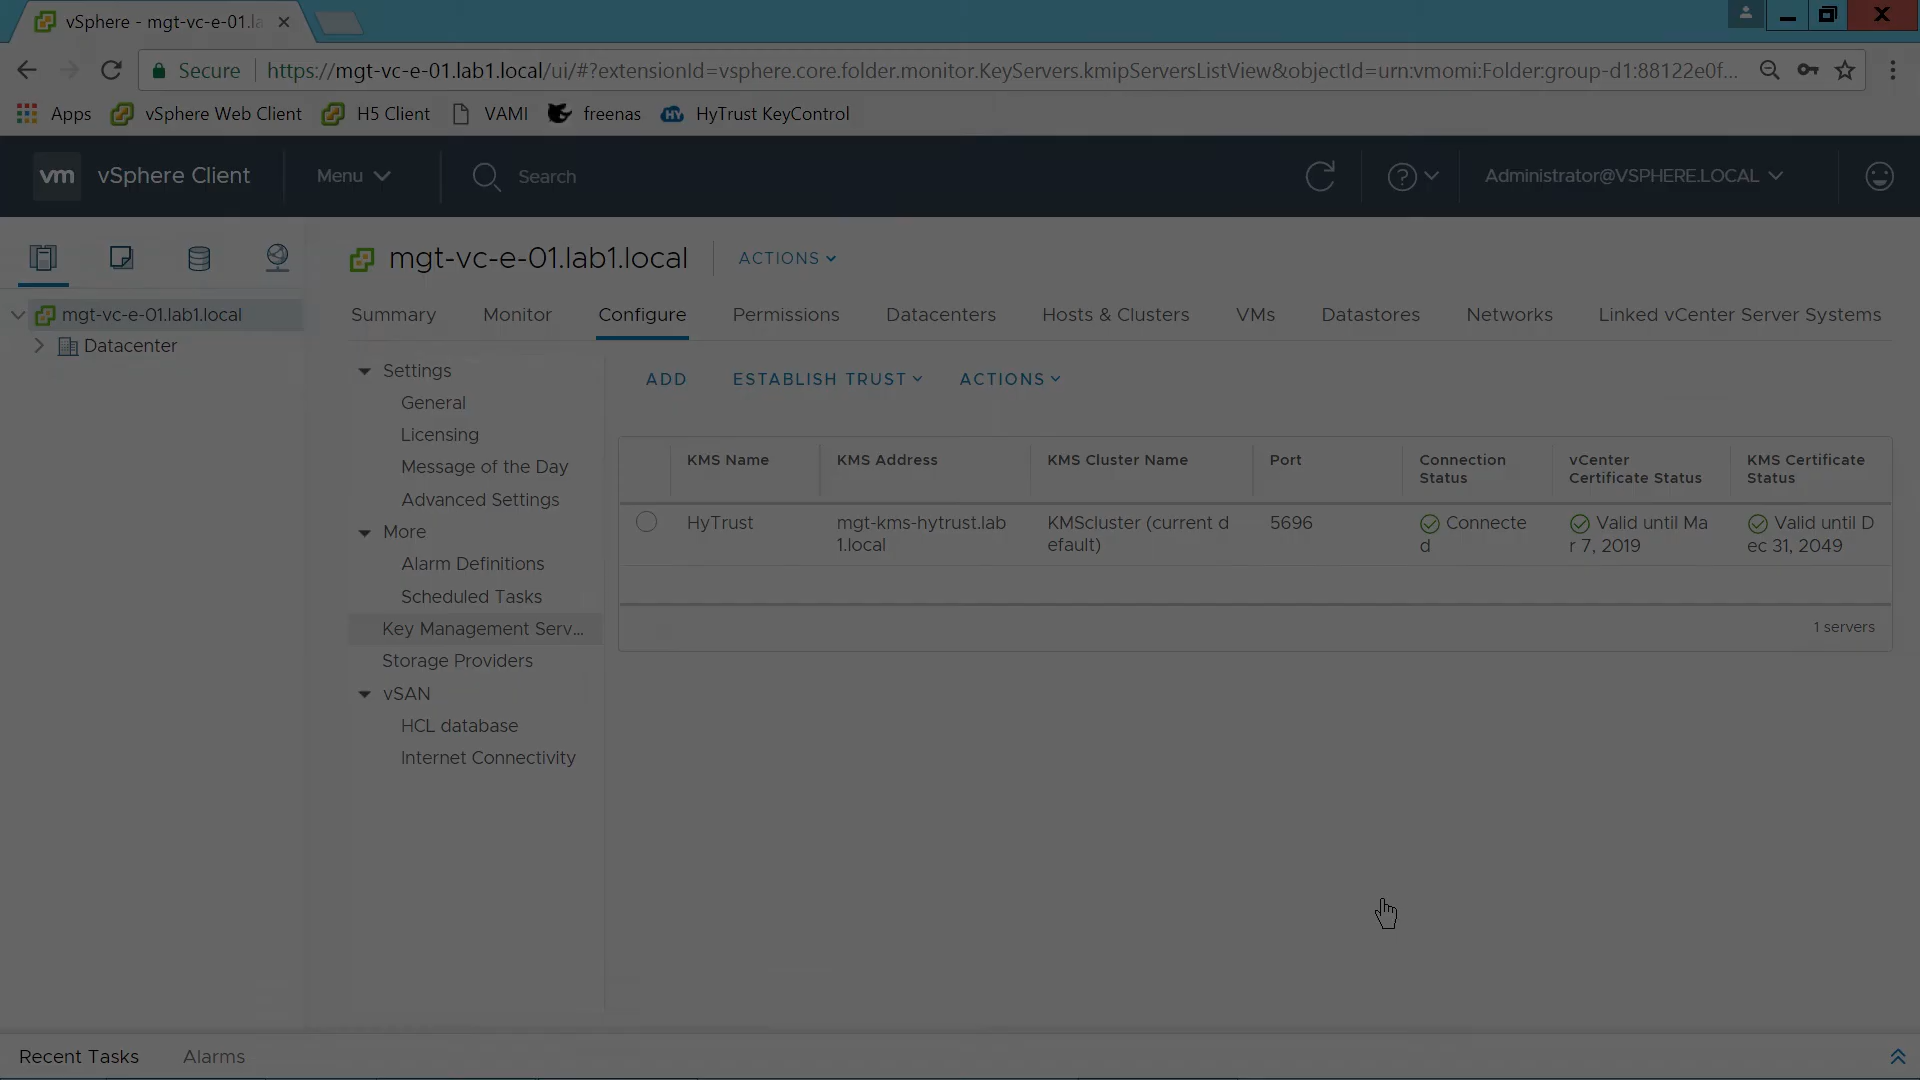 vSphere - mgt-vc-e-01.la
Secure https://mgt-vc-e-01.lab1.local/ui/#?extensionId=vsphere.core.folder.monitor.KeyServers.kmipServersListView&objectId=urn:vmomi:Folder:group-d1:88122e0f...
Apps vSphere Web Client H5 Client VAMI freenas HyTrust KeyControl
vm vSphere Client Menu Search Administrator@VSPHERE.LOCAL
mgt-vc-e-01.lab1.local ACTIONS
mgt-vc-e-01.lab1.local
Datacenter
Summary Monitor Configure Permissions Datacenters Hosts & Clusters VMs Datastores Networks Linked vCenter Server Systems
Settings
General
Licensing
Message of the Day
Advanced Settings
More
Alarm Definitions
Scheduled Tasks
Key Management Serv...
Storage Providers
vSAN
HCL database
Internet Connectivity
ADD ESTABLISH TRUST ACTIONS
KMS Name KMS Address KMS Cluster Name Port Connection vCenter KMS Certificate
Status Certificate Status Status
HyTrust mgt-kms-hytrust.lab KMScluster (current d 5696 Connecte Valid until Ma Valid until D
1.local efault) d r 7, 2019 ec 31, 2049
1 servers
Recent Tasks Alarms